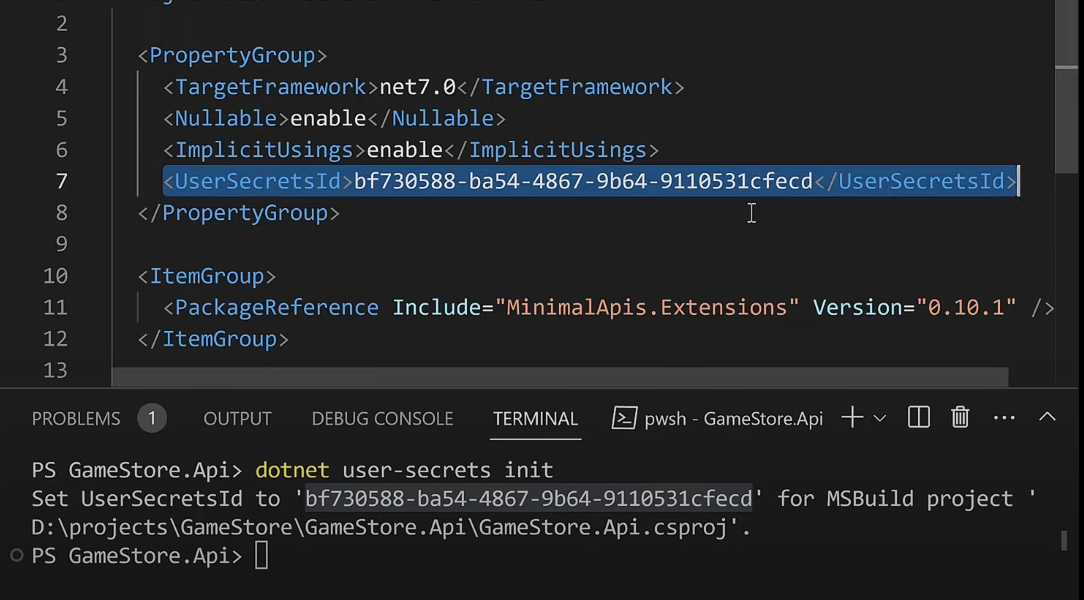 2
3 <PropertyGroup>
4 <TargetFramework>net7.0</TargetFramework>
5 <Nullable>enable</Nullable>
6 <ImplicitUsings>enable</ImplicitUsings>
7 <UserSecretsId>bf730588-ba54-4867-9b64-9110531cfecd</UserSecretsId>
8 </PropertyGroup>
9
10 <ItemGroup>
11 <PackageReference Include="MinimalApis.Extensions" Version="0.10.1" />
12 </ItemGroup>
13
PROBLEMS 1 OUTPUT DEBUG CONSOLE TERMINAL pwsh - GameStore.Api
PS GameStore.Api> dotnet user-secrets init
Set UserSecretsId to 'bf730588-ba54-4867-9b64-9110531cfecd' for MSBuild project '
D:\projects\GameStore\GameStore.Api\GameStore.Api.csproj'.
PS GameStore.Api>